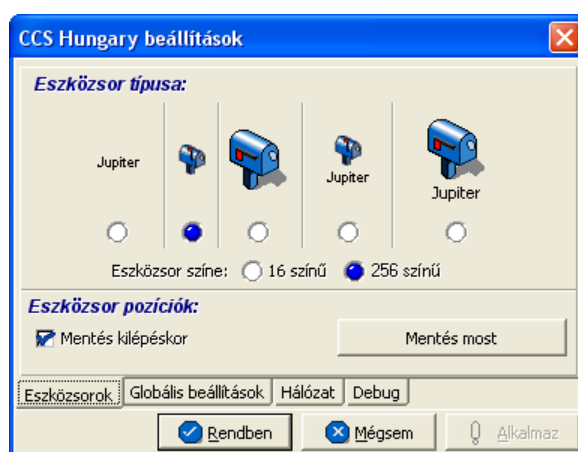 CCS Hungary beállítások
Eszközsor típusa:
Jupiter
Jupiter
Jupiter
Eszközsor színe: 16 színű 256 színű
Eszközsor pozíciók:
Mentés kilépéskor Mentés most
Eszközsorok Globális beállítások Hálózat Debug
Rendben Mégsem Alkalmaz